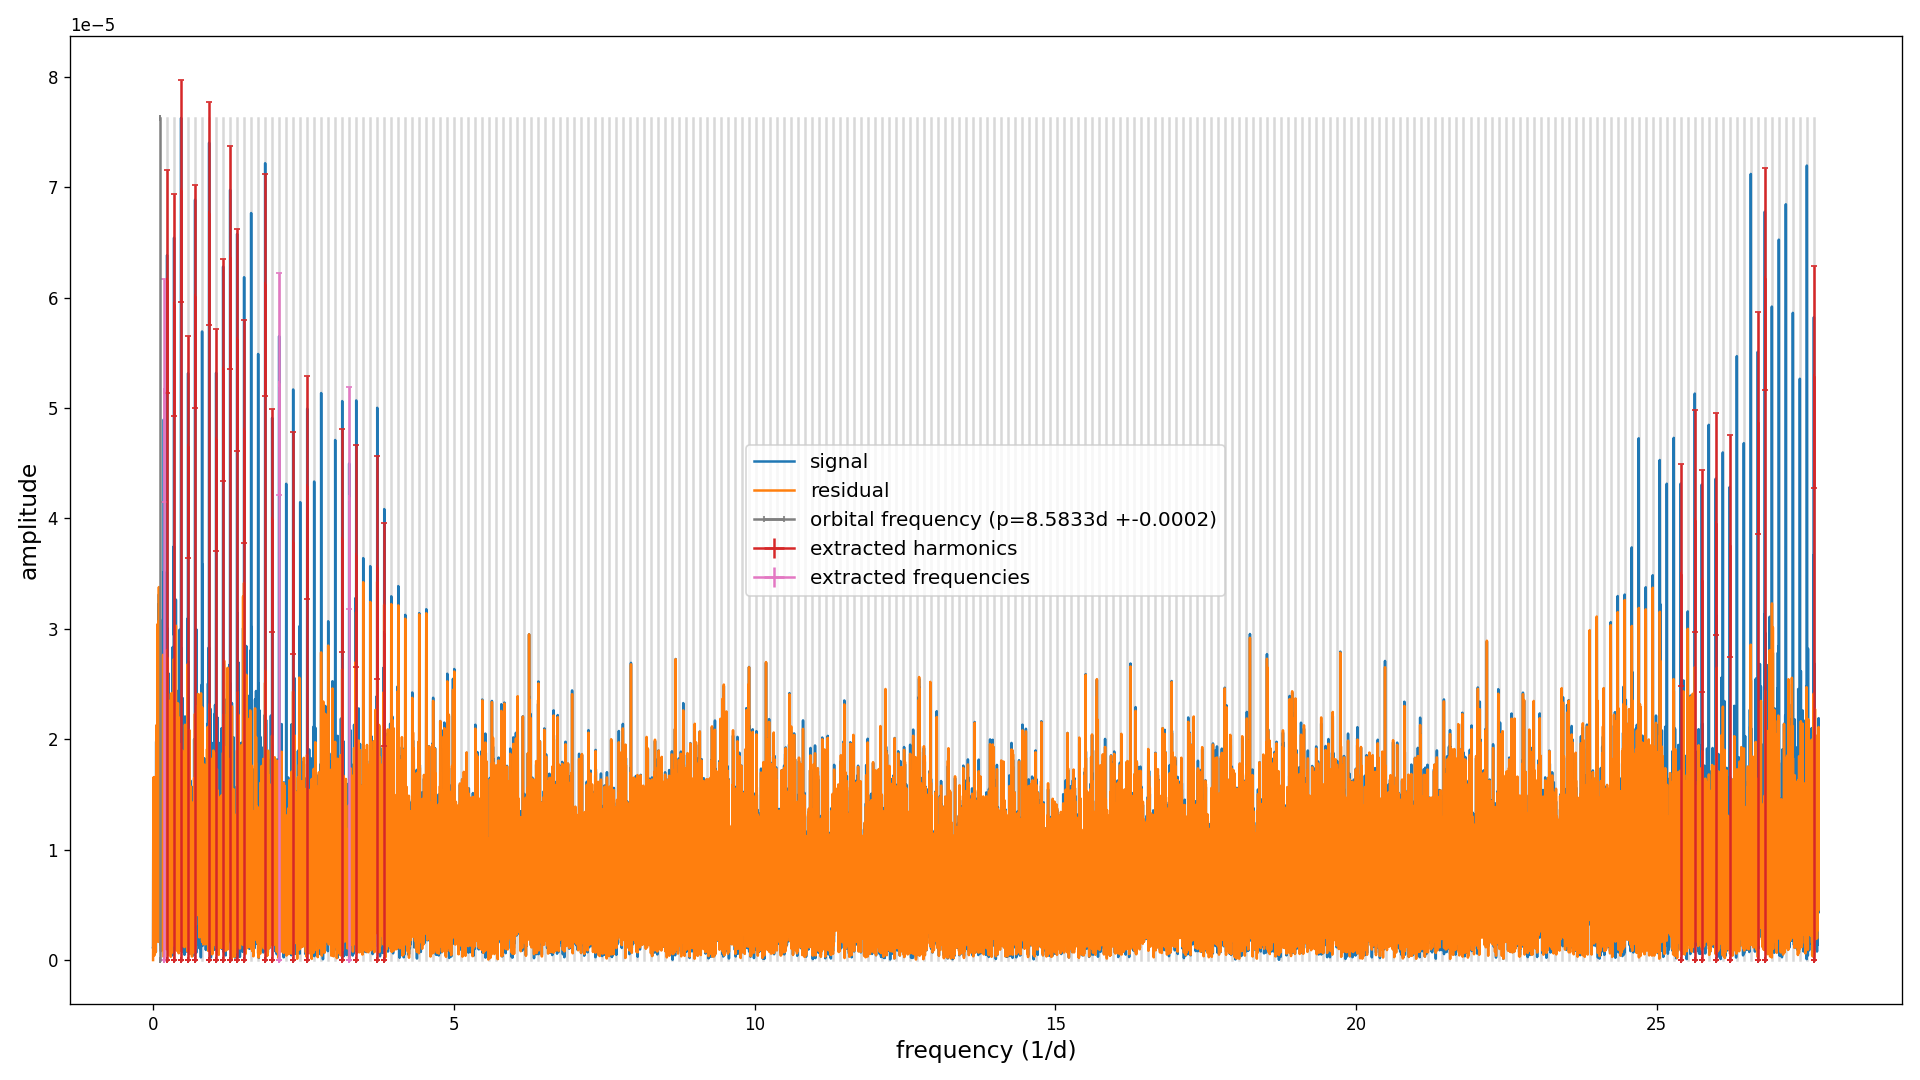 1e−5
8
7
6
5
4
3
2
1
0
amplitude
signal
residual
orbital frequency (p=8.5833d +-0.0002)
extracted harmonics
extracted frequencies
0 5 10 15 20 25
frequency (1/d)